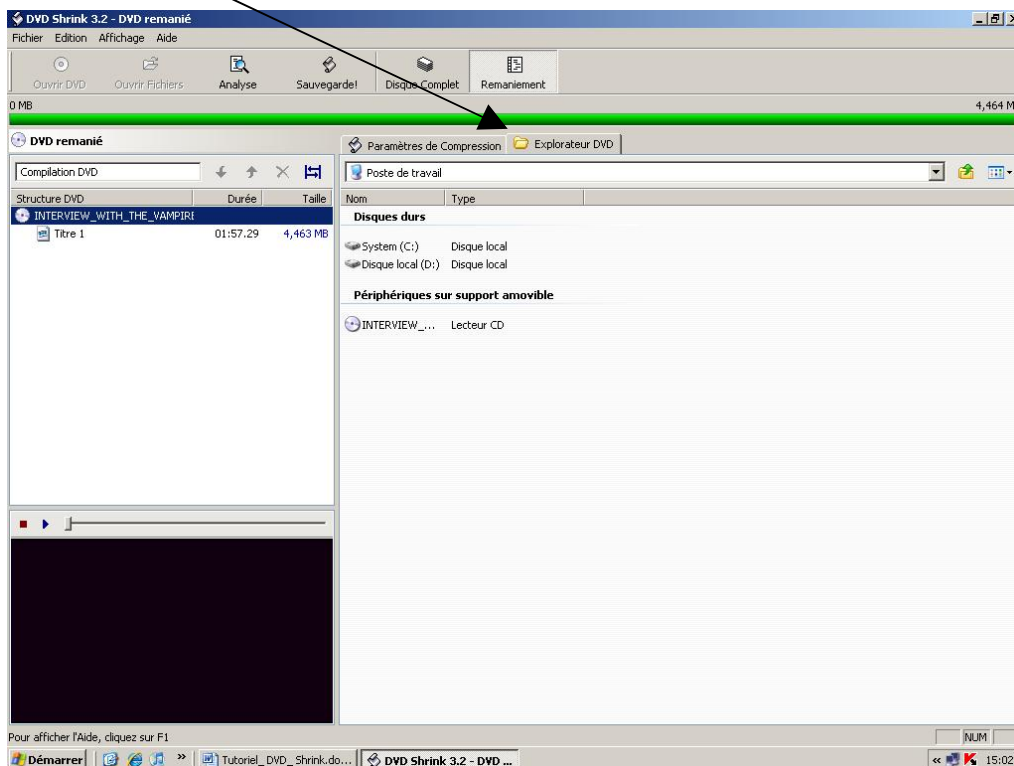 DVD Shrink 3.2 - DVD remanié
Fichier Edition Affichage Aide
Ouvrir DVD Ouvrir Fichiers Analyse Sauvegarde! Disque Complet Remaniement
0 MB 4,464 M
DVD remanié
Paramètres de Compression Explorateur DVD
Compilation DVD
Poste de travail
Structure DVD Durée Taille
Nom Type
INTERVIEW_WITH_THE_VAMPIRE
Titre 1 01:57.29 4,463 MB
Disques durs
System (C:) Disque local
Disque local (D:) Disque local
Périphériques sur support amovible
INTERVIEW_... Lecteur CD
Pour afficher l'Aide, cliquez sur F1 NUM
Démarrer » Tutoriel_DVD_Shrink.do... DVD Shrink 3.2 - DVD ... « 15:02